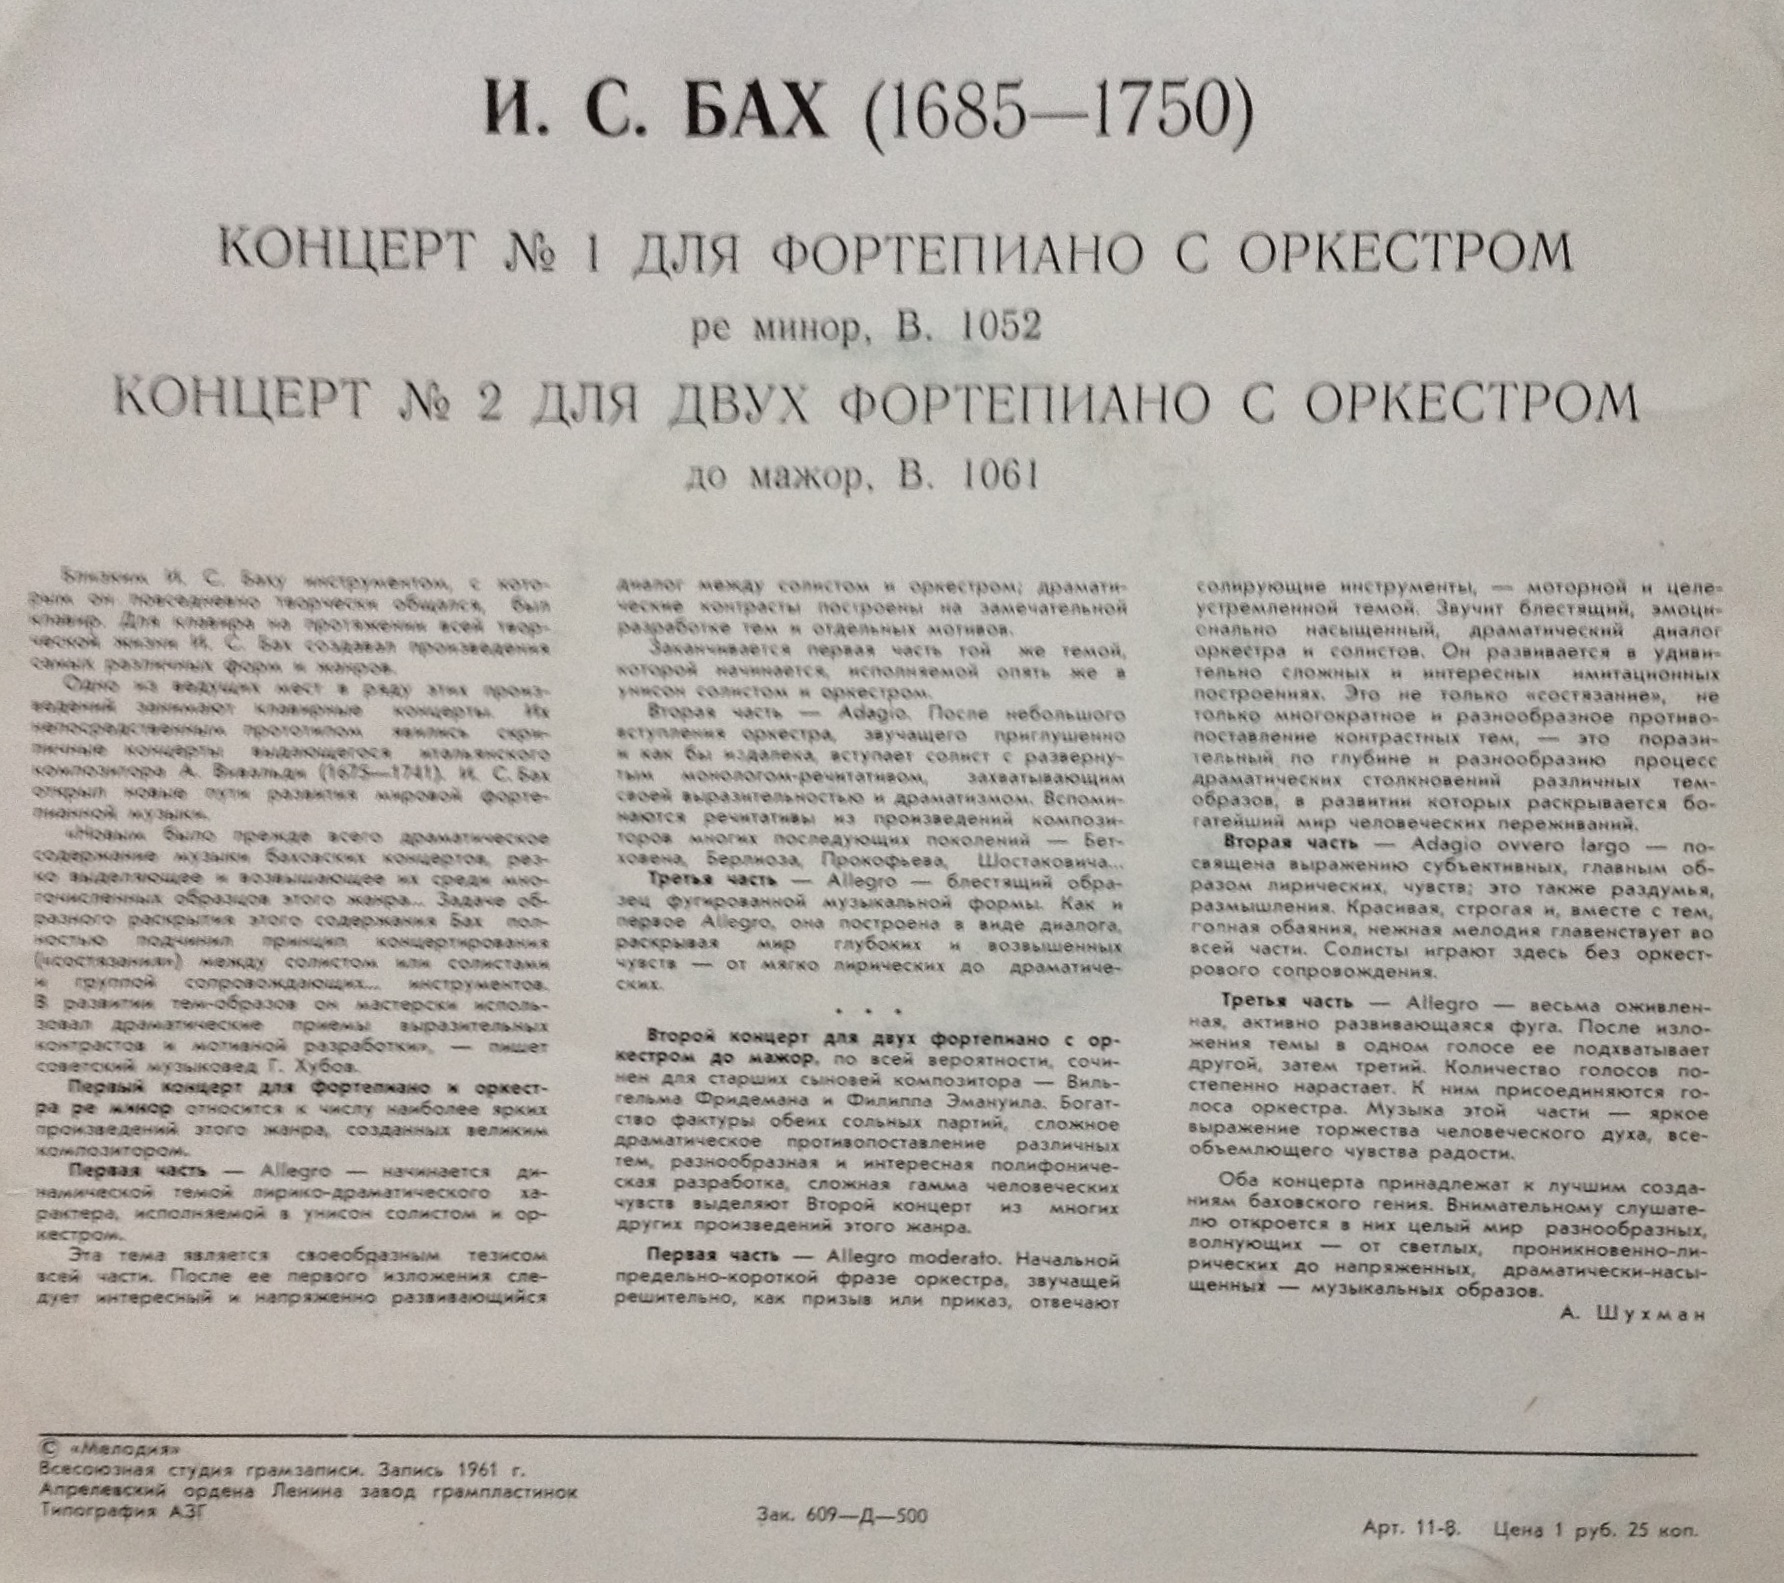 И. С. БАХ (1685—1750)
КОНЦЕРТ № 1 ДЛЯ ФОРТЕПИАНО С ОРКЕСТРОМ
ре минор, В. 1052
КОНЦЕРТ № 2 ДЛЯ ДВУХ ФОРТЕПИАНО С ОРКЕСТРОМ
до мажор, В. 1061
Близким И. С. Баху инструментом, с кото-
рым он повседневно творчески общался, был
клавир. Для клавира на протяжении всей твор-
ческой жизни И. С. Бах создавал произведения
самых различных форм и жанров.
Одно из ведущих мест в ряду этих произ-
ведений занимают клавирные концерты. Их
непосредственным прототипом явились скри-
пичные концерты выдающегося итальянского
композитора А. Вивальди (1675—1741). И. С. Бах
открыл новые пути развития мировой форте-
пианной музыки.
«Новым было прежде всего драматическое
содержание музыки баховских концертов, рез-
ко выделяющее и возвышающее их среди мно-
гочисленных образцов этого жанра... Задаче об-
разного раскрытия этого содержания Бах пол-
ностью подчинил принцип концертирования
(«состязания») между солистом или солистами
и группой сопровождающих... инструментов.
В развитии тем-образов он мастерски исполь-
зовал драматические приемы выразительных
контрастов и мотивной разработки», — пишет
советский музыковед Г. Хубов.
Первый концерт для фортепиано и оркест-
ра ре минор относится к числу наиболее ярких
произведений этого жанра, созданных великим
композитором.
Первая часть — Allegro — начинается ди-
намической темой лирико-драматического ха-
рактера, исполняемой в унисон солистом и ор-
кестром.
Эта тема является своеобразным тезисом
всей части. После ее первого изложения сле-
дует интересный и напряженно развивающийся
диалог между солистом и оркестром; драмати-
ческие контрасты построены на замечательной
разработке тем и отдельных мотивов.
Заканчивается первая часть той же темой,
которой начинается, исполняемой опять же в
унисон солистом и оркестром.
Вторая часть — Adagio. После небольшого
вступления оркестра, звучащего приглушенно
и как бы издалека, вступает солист с разверну-
тым монологом-речитативом, захватывающим
своей выразительностью и драматизмом. Вспоми-
наются речитативы из произведений компози-
торов многих последующих поколений — Бет-
ховена, Берлиоза, Прокофьева, Шостаковича...
Третья часть — Allegro — блестящий обра-
зец фугированной музыкальной формы. Как и
первое Allegro, она построена в виде диалога,
раскрывая мир глубоких и возвышенных
чувств — от мягко лирических до драматиче-
ских.
• • •
Второй концерт для двух фортепиано с ор-
кестром до мажор, по всей вероятности, сочи-
нен для старших сыновей композитора — Виль-
гельма Фридемана и Филиппа Эмануила. Богат-
ство фактуры обеих сольных партий, сложное
драматическое противопоставление различных
тем, разнообразная и интересная полифониче-
ская разработка, сложная гамма человеческих
чувств выделяют Второй концерт из многих
других произведений этого жанра.
Первая часть — Allegro moderato. Начальной
предельно-короткой фразе оркестра, звучащей
решительно, как призыв или приказ, отвечают
солирующие инструменты, — моторной и целе-
устремленной темой. Звучит блестящий, эмоци-
онально насыщенный, драматический диалог
оркестра и солистов. Он развивается в удиви-
тельно сложных и интересных имитационных
построениях. Это не только «состязание», не
только многократное и разнообразное противо-
поставление контрастных тем, — это порази-
тельный по глубине и разнообразию процесс
драматических столкновений различных тем-
образов, в развитии которых раскрывается бо-
гатейший мир человеческих переживаний.
Вторая часть — Adagio ovvero largo — по-
священа выражению субъективных, главным об-
разом лирических, чувств; это также раздумья,
размышления. Красивая, строгая и, вместе с тем,
полная обаяния, нежная мелодия главенствует во
всей части. Солисты играют здесь без оркест-
рового сопровождения.
Третья часть — Allegro — весьма оживлен-
ная, активно развивающаяся фуга. После изло-
жения темы в одном голосе ее подхватывает
другой, затем третий. Количество голосов по-
степенно нарастает. К ним присоединяются го-
лоса оркестра. Музыка этой части — яркое
выражение торжества человеческого духа, все-
объемлющего чувства радости.
Оба концерта принадлежат к лучшим созда-
ниям баховского гения. Внимательному слушате-
лю откроется в них целый мир разнообразных,
волнующих — от светлых, проникновенно-ли-
рических до напряженных, драматически-насы-
щенных — музыкальных образов.
А. Шухман
© «Мелодия»
Всесоюзная студия грамзаписи. Запись 1961 г.
Апрелевский ордена Ленина завод грампластинок
Типография АЗГ
Зак. 609—Д—500
Арт. 11-8. Цена 1 руб. 25 коп.